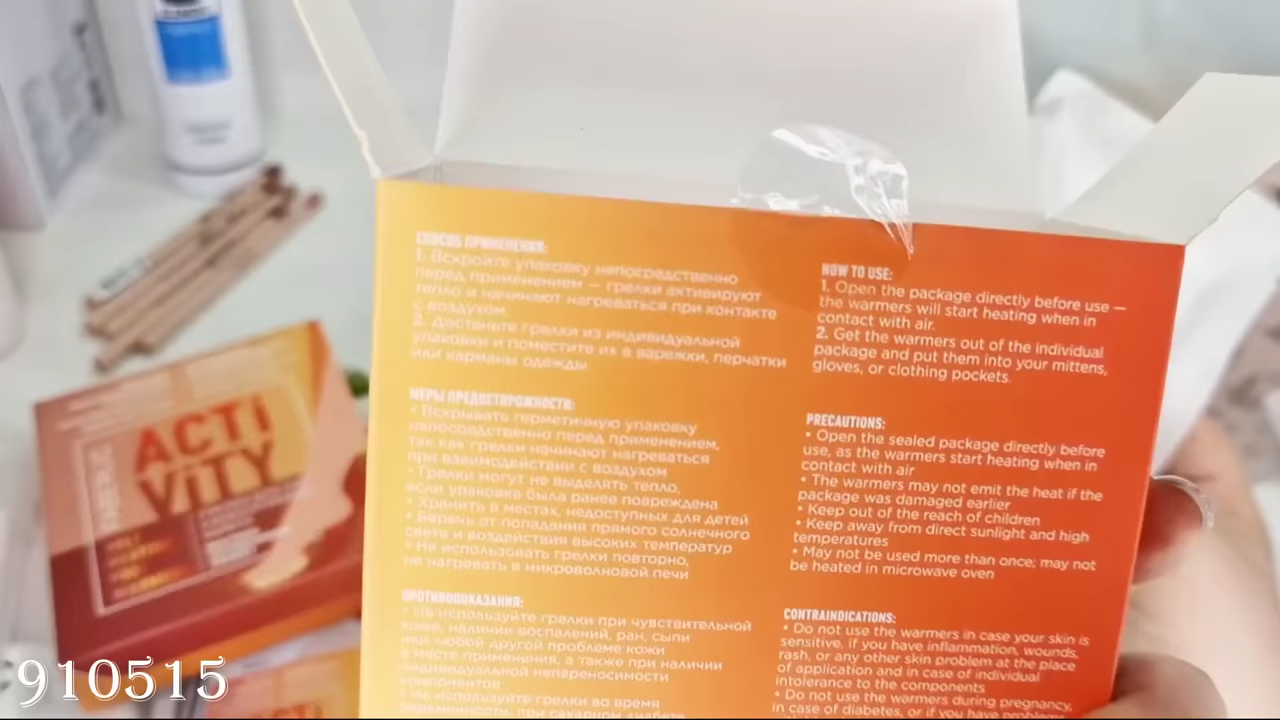 СПОСОБ ПРИМЕНЕНИЯ:
1. Вскройте упаковку непосредственно
перед применением — грелки активируют
тепло и начинают нагреваться при контакте
с воздухом.
2. Достаньте грелки из индивидуальной
упаковки и поместите их в варежки, перчатки
или карманы одежды.
МЕРЫ ПРЕДОСТОРОЖНОСТИ:
• Вскрывать герметичную упаковку
непосредственно перед применением,
так как грелки начинают нагреваться
при взаимодействии с воздухом
• Грелки могут не выделять тепло,
если упаковка была ранее повреждена
• Хранить в местах, недоступных для детей
• Беречь от попадания прямого солнечного
света и воздействия высоких температур
• Не использовать грелки повторно,
не нагревать в микроволновой печи
ПРОТИВОПОКАЗАНИЯ:
• Не используйте грелки при чувствительной
коже, наличии воспалений, ран, сыпи
или любой другой проблеме кожи
в месте применения, а также при наличии
индивидуальной непереносимости
компонентов
• Не используйте грелки во время
беременности, при сахарном диабете
HOW TO USE:
1. Open the package directly before use —
the warmers will start heating when in
contact with air.
2. Get the warmers out of the individual
package and put them into your mittens,
gloves, or clothing pockets.
PRECAUTIONS:
• Open the sealed package directly before
use, as the warmers start heating when in
contact with air
• The warmers may not emit the heat if the
package was damaged earlier
• Keep out of the reach of children
• Keep away from direct sunlight and high
temperatures
• May not be used more than once; may not
be heated in microwave oven
CONTRAINDICATIONS:
• Do not use the warmers in case your skin is
sensitive, if you have inflammation, wounds,
rash, or any other skin problem at the place
of application and in case of individual
intolerance to the components
• Do not use the warmers during pregnancy,
in case of diabetes, or if you have problems
ACTI
VITY
910515